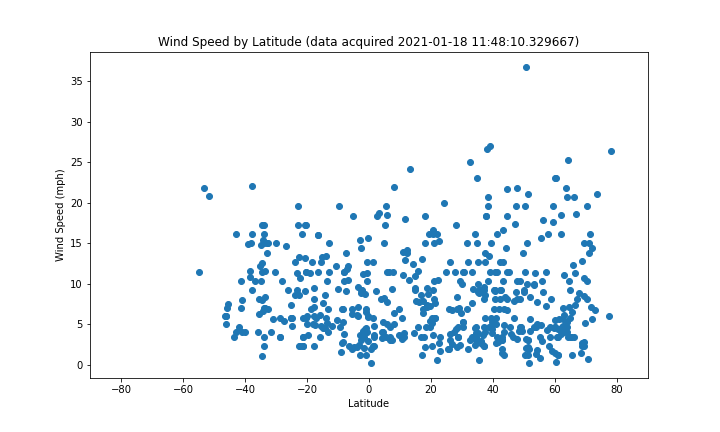 Wind Speed by Latitude (data acquired 2021-01-18 11:48:10.329667)
35
30
25
20
15
10
5
0
Wind Speed (mph)
−80 −60 −40 −20 0 20 40 60 80
Latitude